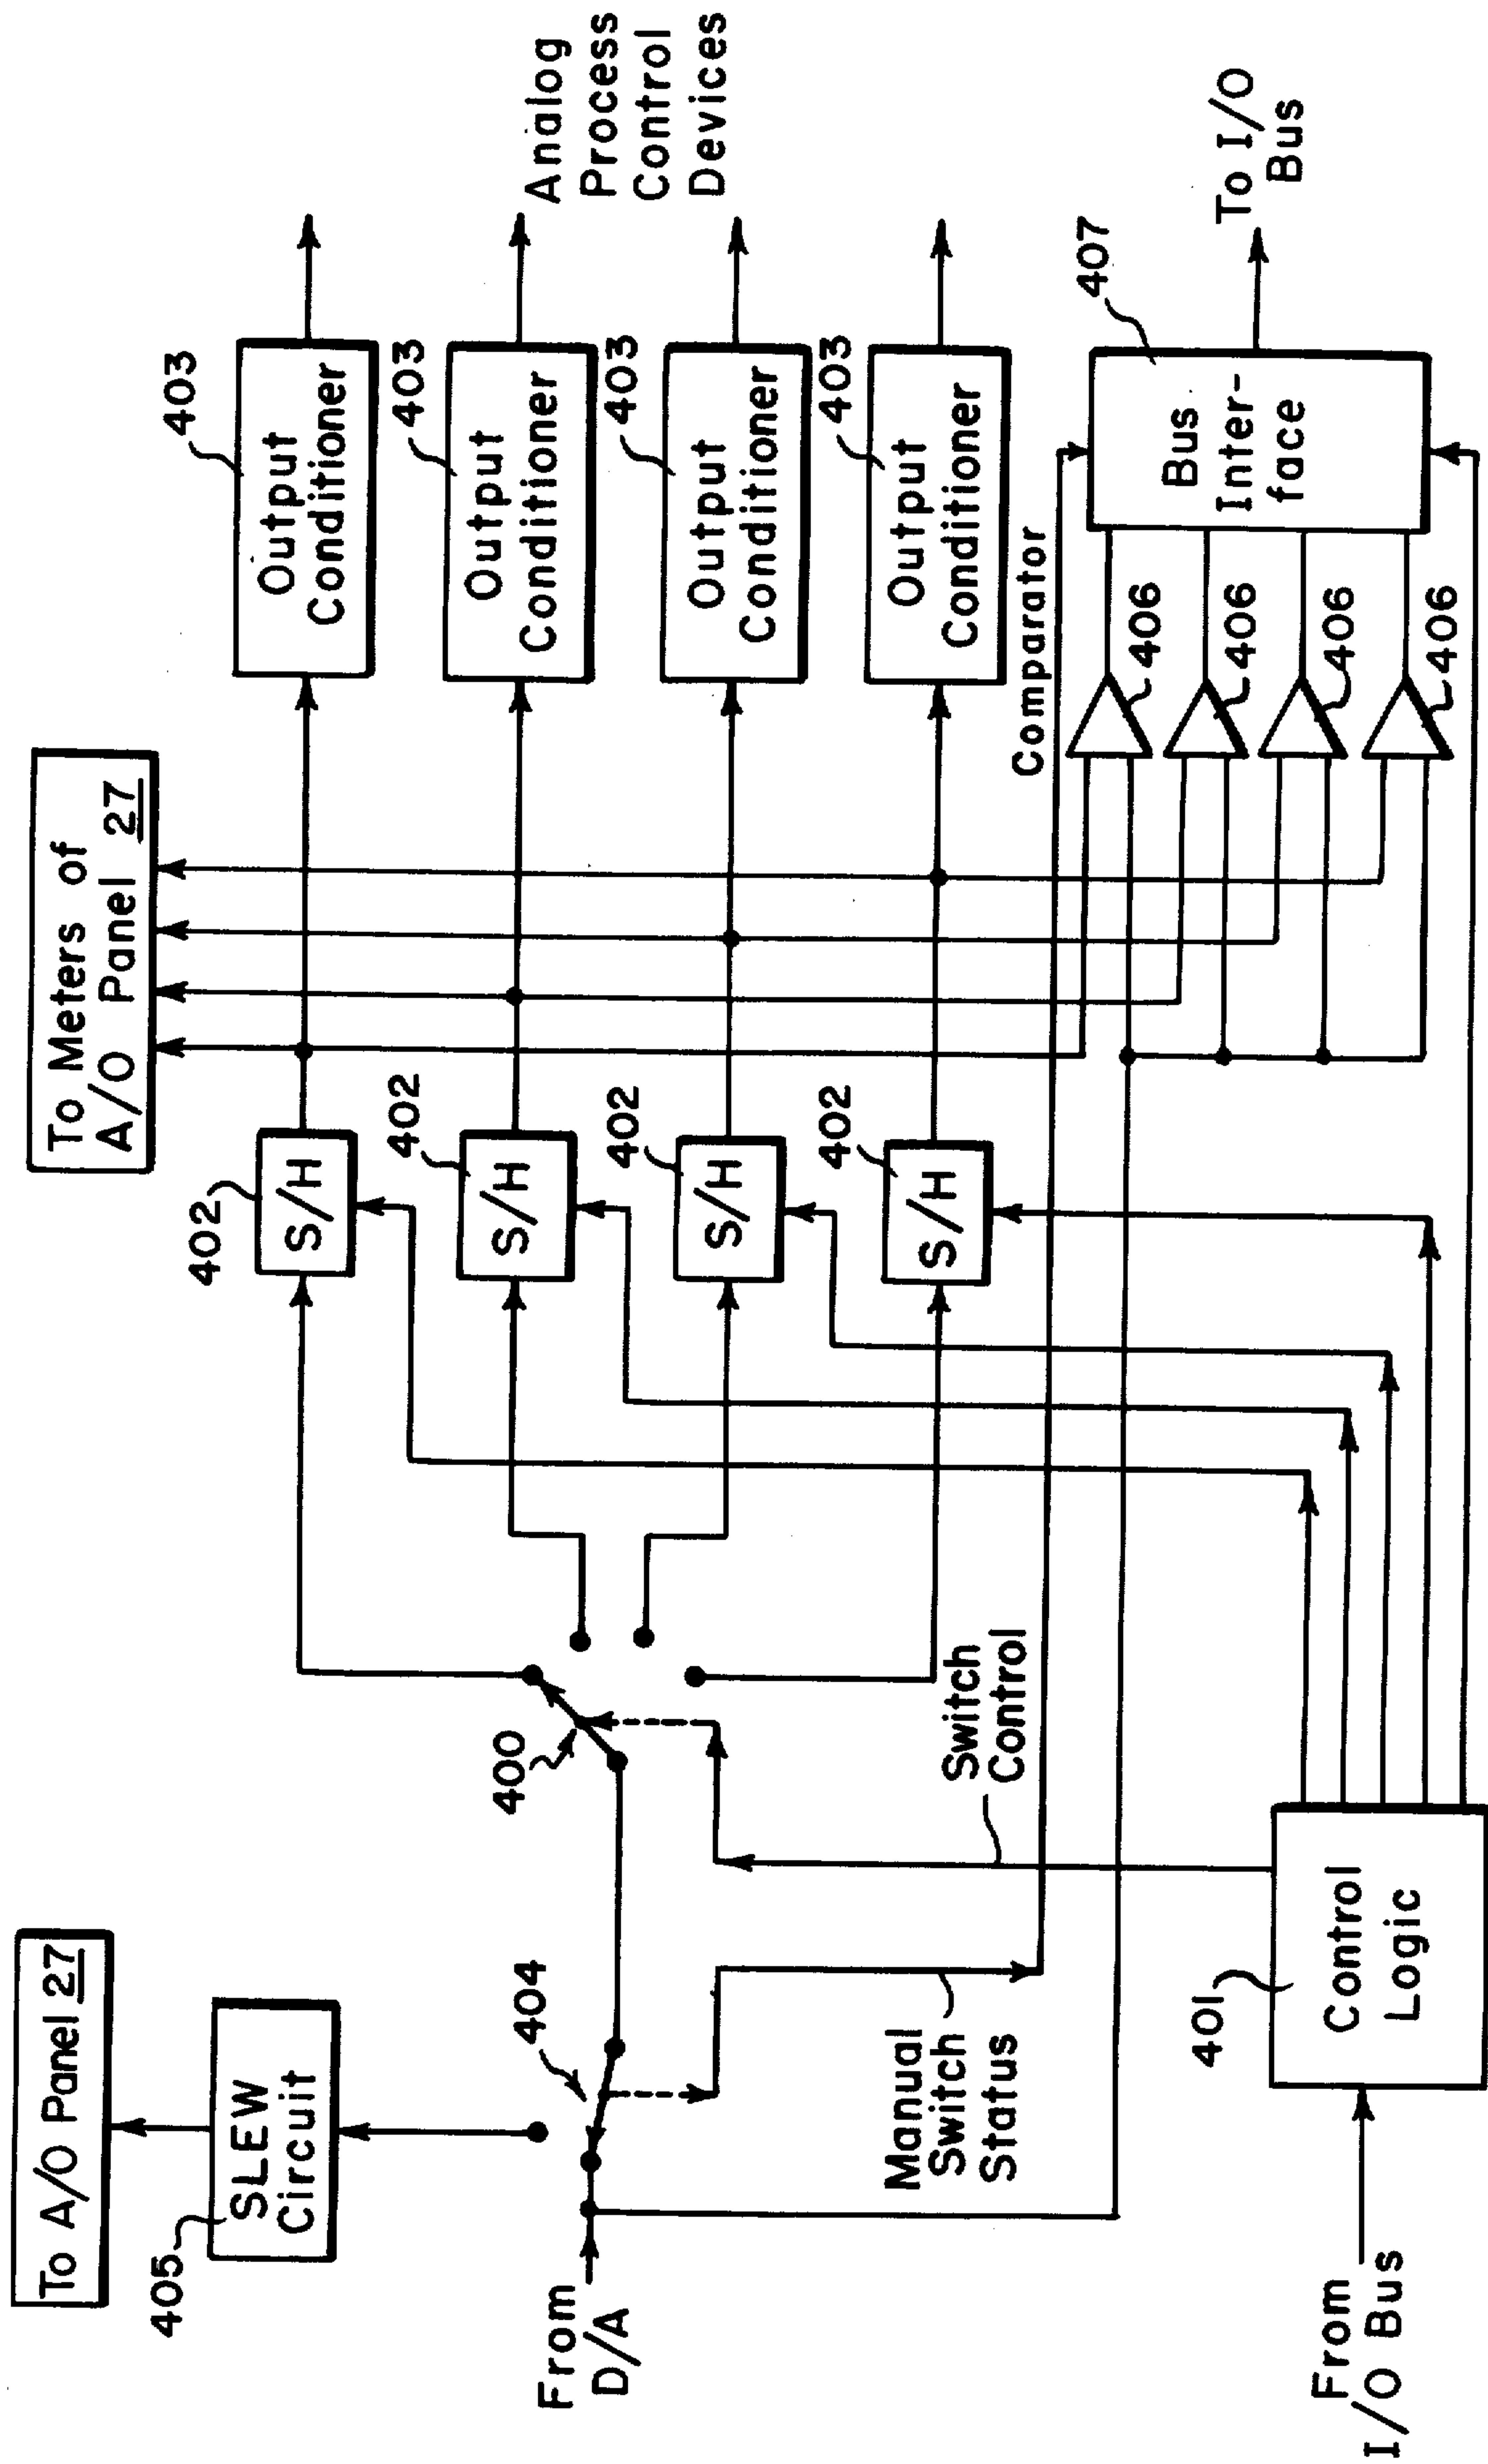 To A/O Panel 27
405
SLEW
Circuit
From
D/A
404
Manual
Switch
Status
400
Switch
Control
401
Control
Logic
From
I/O Bus
To Meters of
A/O Panel 27
402
S/H
402
S/H
402
S/H
402
S/H
403
Output
Conditioner
403
Output
Conditioner
403
Output
Conditioner
403
Output
Conditioner
Analog
Process
Control
Devices
Comparator
406
406
406
406
407
Bus
Inter-
face
To I/O
Bus